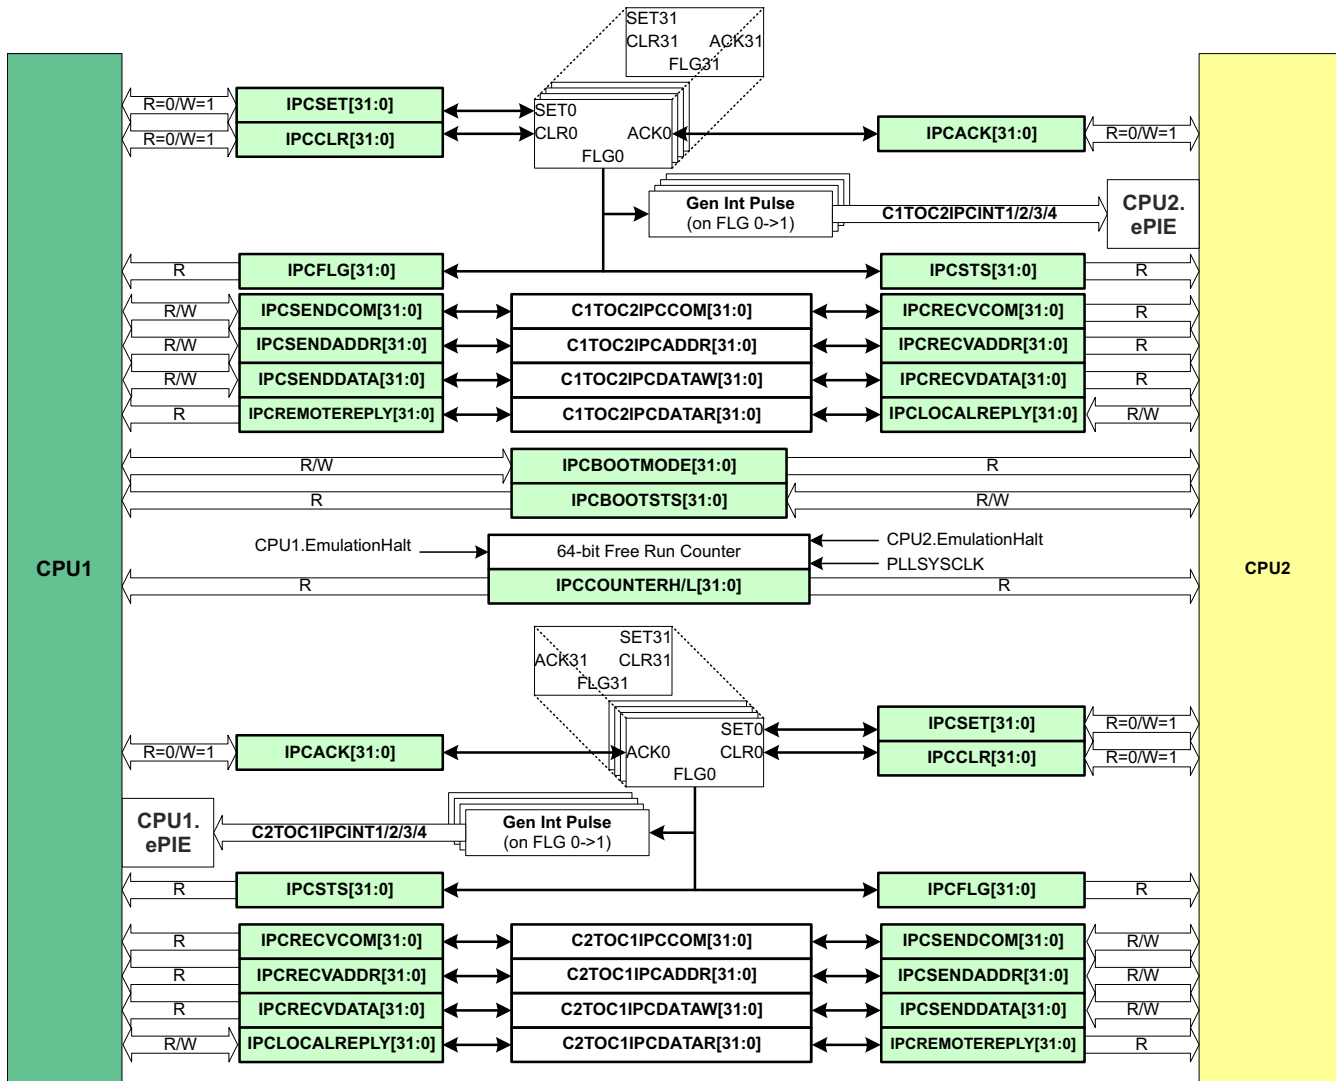 SET31
CLR31 ACK31
FLG31
R=0/W=1 IPCSET[31:0] SET0
R=0/W=1 IPCCLR[31:0] CLR0 ACK0 IPCACK[31:0] R=0/W=1
FLG0
Gen Int Pulse
(on FLG 0->1)
C1TOC2IPCINT1/2/3/4
CPU2.
ePIE
R IPCFLG[31:0] IPCSTS[31:0] R
R/W IPCSENDCOM[31:0] C1TOC2IPCCOM[31:0] IPCRECVCOM[31:0] R
R/W IPCSENDADDR[31:0] C1TOC2IPCADDR[31:0] IPCRECVADDR[31:0] R
R/W IPCSENDDATA[31:0] C1TOC2IPCDATAW[31:0] IPCRECVDATA[31:0] R
R IPCREMOTEREPLY[31:0] C1TOC2IPCDATAR[31:0] IPCLOCALREPLY[31:0] R/W
R/W IPCBOOTMODE[31:0] R
R IPCBOOTSTS[31:0] R/W
CPU1.EmulationHalt 64-bit Free Run Counter CPU2.EmulationHalt
PLLSYSCLK
CPU1
CPU2
R IPCCOUNTERH/L[31:0] R
SET31
ACK31 CLR31
FLG31
SET0 IPCSET[31:0] R=0/W=1
R=0/W=1 IPCACK[31:0] ACK0 CLR0 IPCCLR[31:0] R=0/W=1
FLG0
CPU1.
ePIE
C2TOC1IPCINT1/2/3/4
Gen Int Pulse
(on FLG 0->1)
R IPCSTS[31:0] IPCFLG[31:0] R
R IPCRECVCOM[31:0] C2TOC1IPCCOM[31:0] IPCSENDCOM[31:0] R/W
R IPCRECVADDR[31:0] C2TOC1IPCADDR[31:0] IPCSENDADDR[31:0] R/W
R IPCRECVDATA[31:0] C2TOC1IPCDATAW[31:0] IPCSENDDATA[31:0] R/W
R/W IPCLOCALREPLY[31:0] C2TOC1IPCDATAR[31:0] IPCREMOTEREPLY[31:0] R